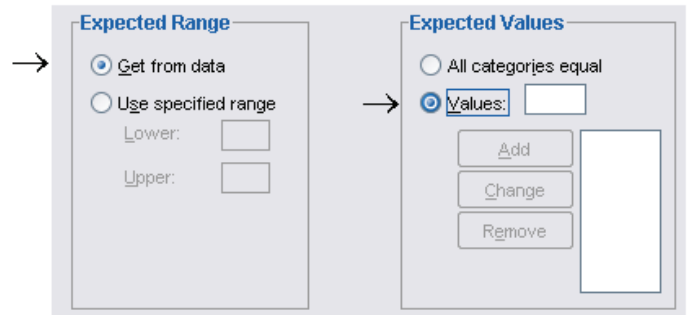 Expected Range
Get from data
Use specified range
Lower:
Upper:
Expected Values
All categories equal
Values:
Add
Change
Remove